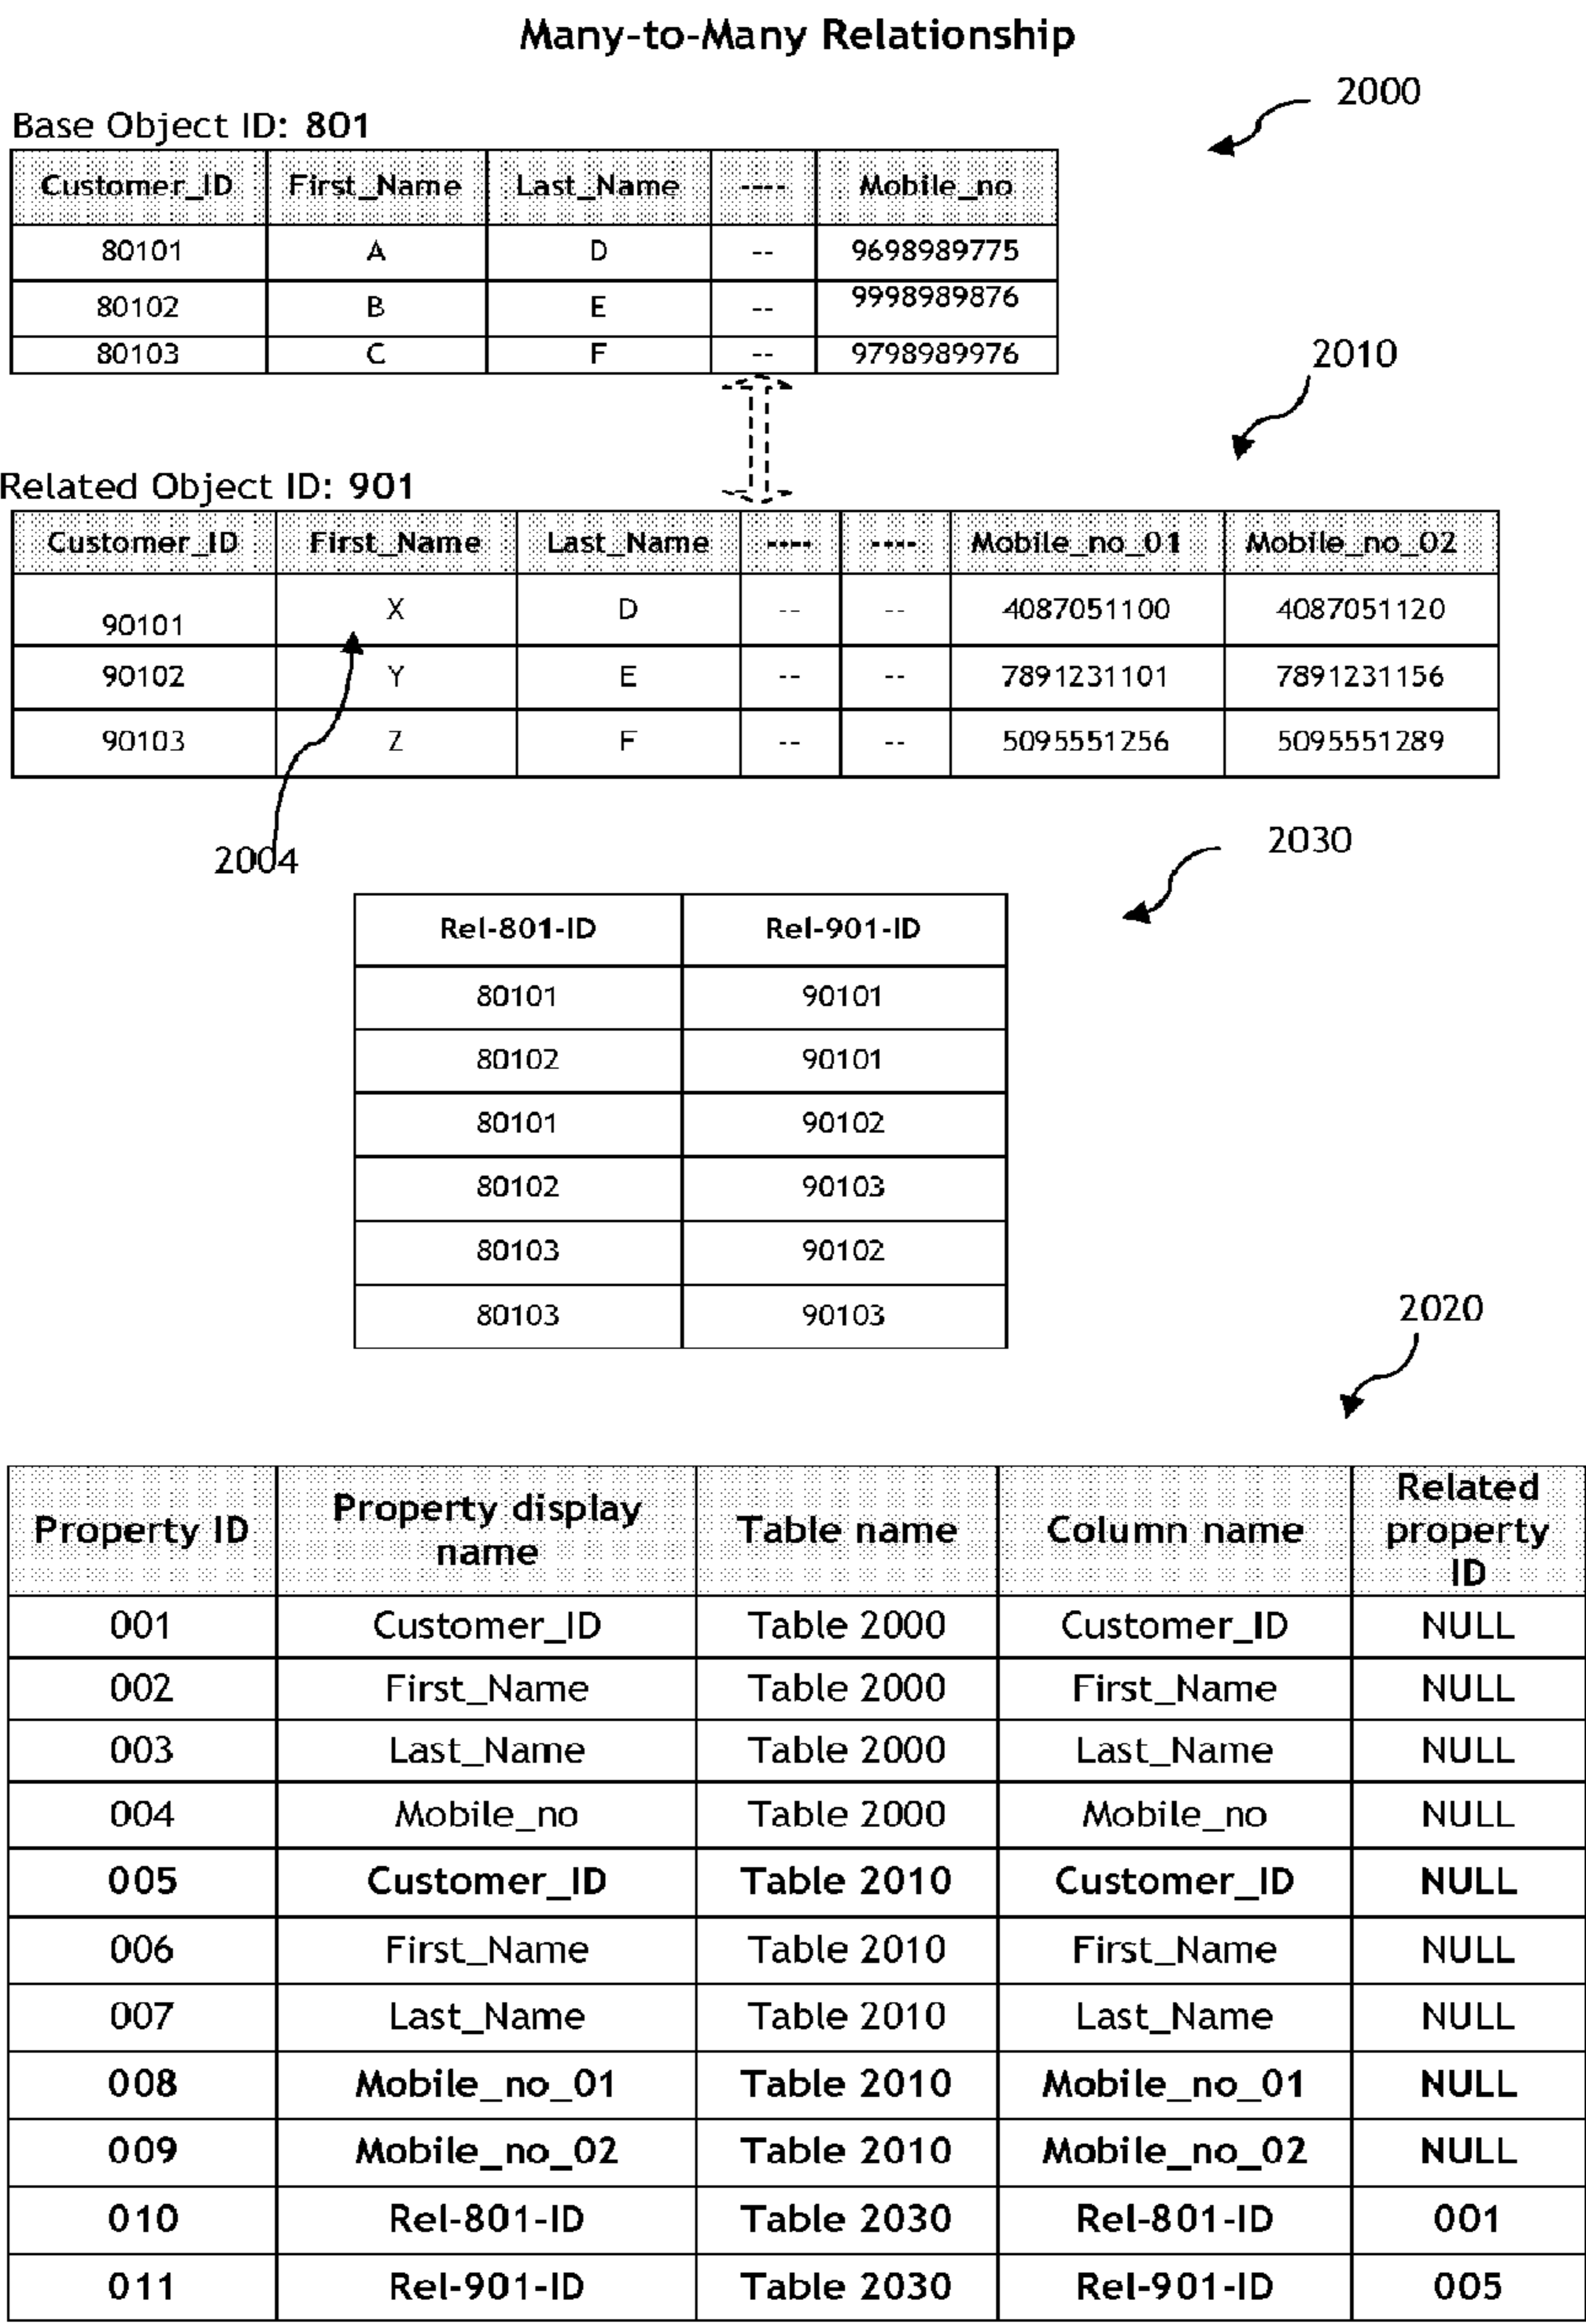 Many-to-Many Relationship
2000
Base Object ID: 801
Customer_ID First_Name Last_Name ---- Mobile_no
80101 A D -- 9698989775
80102 B E -- 9998989876
80103 C F -- 9798989976
2010
Related Object ID: 901
Customer_ID First_Name Last_Name ---- ---- Mobile_no_01 Mobile_no_02
90101 X D -- -- 4087051100 4087051120
90102 Y E -- -- 7891231101 7891231156
90103 Z F -- -- 5095551256 5095551289
2004
2030
Rel-801-ID Rel-901-ID
80101 90101
80102 90101
80101 90102
80102 90103
80103 90102
80103 90103
2020
Property ID Property display name Table name Column name Related property ID
001 Customer_ID Table 2000 Customer_ID NULL
002 First_Name Table 2000 First_Name NULL
003 Last_Name Table 2000 Last_Name NULL
004 Mobile_no Table 2000 Mobile_no NULL
005 Customer_ID Table 2010 Customer_ID NULL
006 First_Name Table 2010 First_Name NULL
007 Last_Name Table 2010 Last_Name NULL
008 Mobile_no_01 Table 2010 Mobile_no_01 NULL
009 Mobile_no_02 Table 2010 Mobile_no_02 NULL
010 Rel-801-ID Table 2030 Rel-801-ID 001
011 Rel-901-ID Table 2030 Rel-901-ID 005